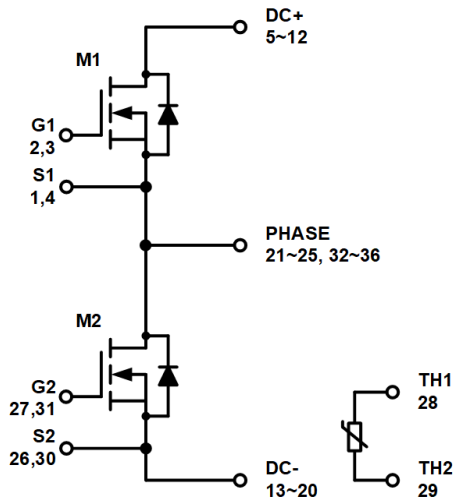 DC+
5~12
M1
G1
2,3
S1
1,4
PHASE
21~25, 32~36
M2
G2
27,31
S2
26,30
DC-
13~20
TH1
28
TH2
29